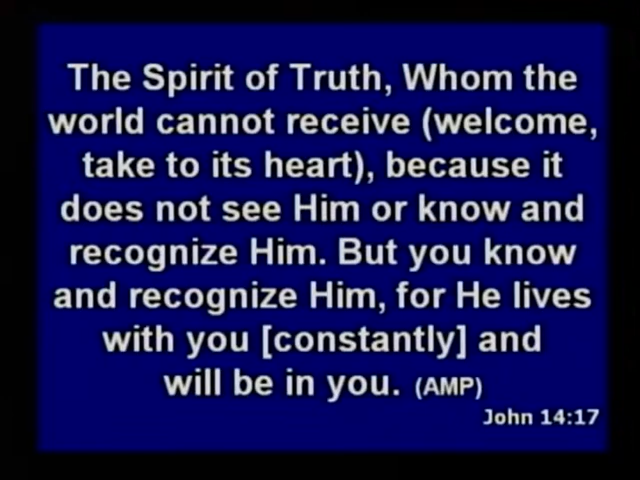 The Spirit of Truth, Whom the
world cannot receive (welcome,
take to its heart), because it
does not see Him or know and
recognize Him. But you know
and recognize Him, for He lives
with you [constantly] and
will be in you. (AMP)
John 14:17